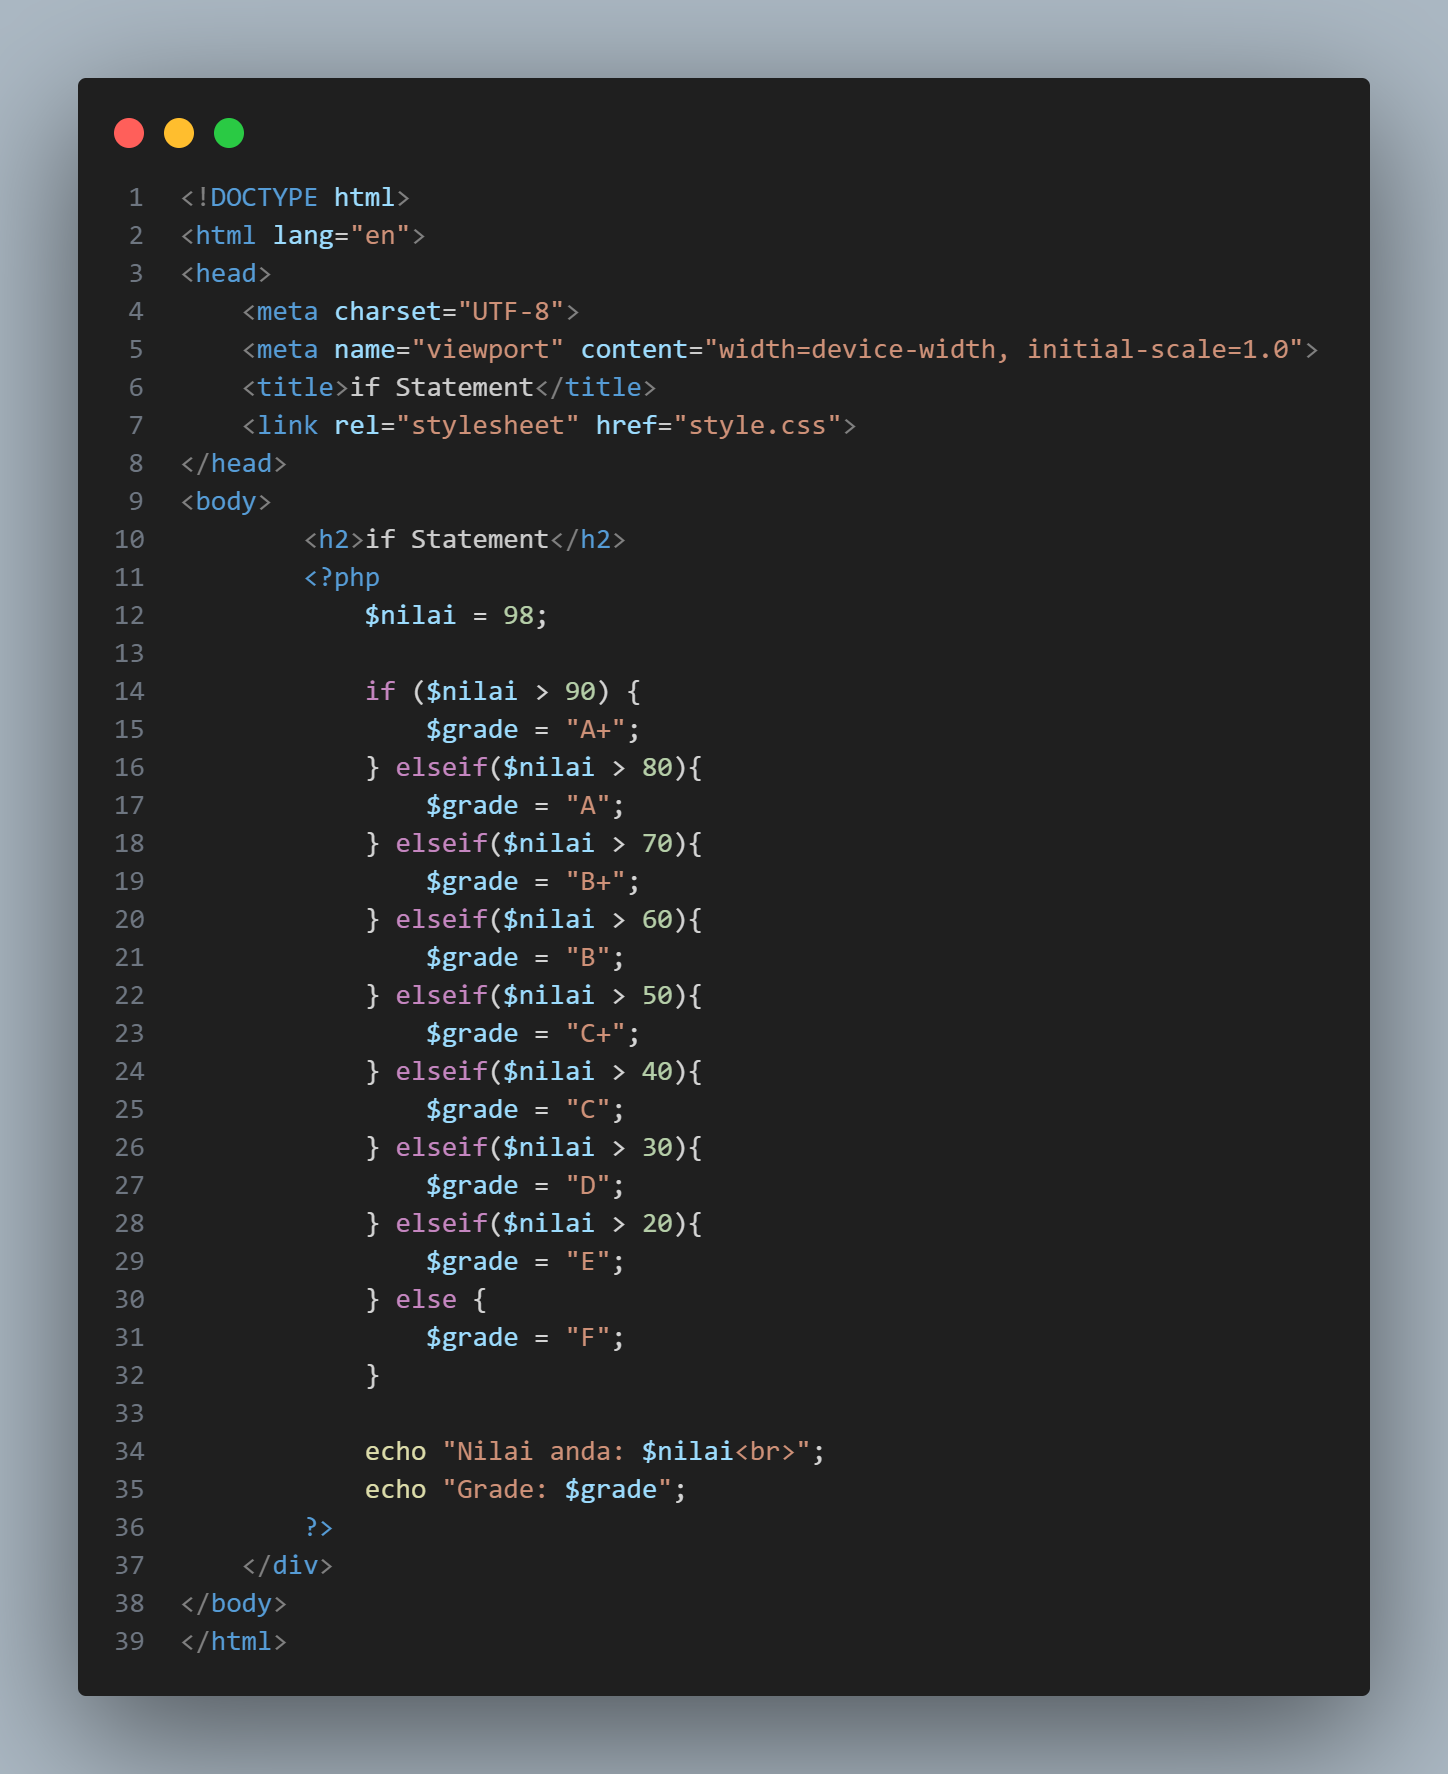 1 <!DOCTYPE html>
2 <html lang="en">
3 <head>
4     <meta charset="UTF-8">
5     <meta name="viewport" content="width=device-width, initial-scale=1.0">
6     <title>if Statement</title>
7     <link rel="stylesheet" href="style.css">
8 </head>
9 <body>
10         <h2>if Statement</h2>
11         <?php
12             $nilai = 98;
13
14             if ($nilai > 90) {
15                 $grade = "A+";
16             } elseif($nilai > 80){
17                 $grade = "A";
18             } elseif($nilai > 70){
19                 $grade = "B+";
20             } elseif($nilai > 60){
21                 $grade = "B";
22             } elseif($nilai > 50){
23                 $grade = "C+";
24             } elseif($nilai > 40){
25                 $grade = "C";
26             } elseif($nilai > 30){
27                 $grade = "D";
28             } elseif($nilai > 20){
29                 $grade = "E";
30             } else {
31                 $grade = "F";
32             }
33
34             echo "Nilai anda: $nilai<br>";
35             echo "Grade: $grade";
36         ?>
37     </div>
38 </body>
39 </html>